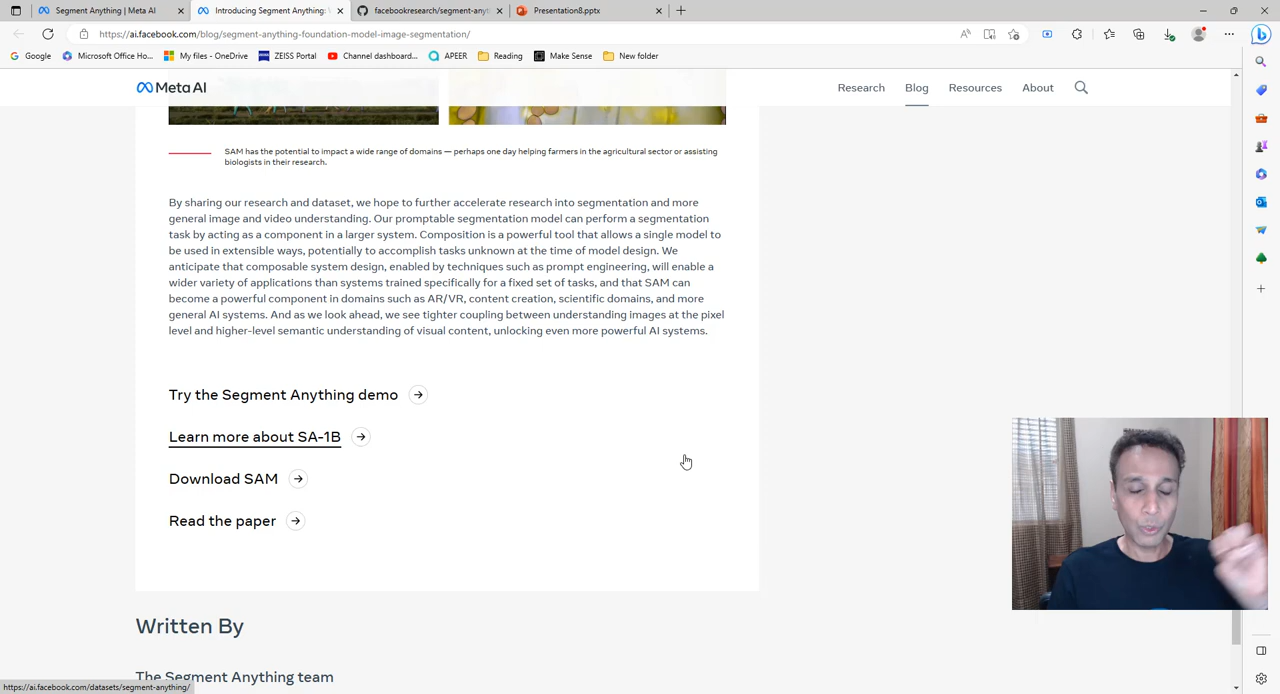 Segment Anything | Meta AI
Introducing Segment Anything: W
facebookresearch/segment-anyt
Presentation8.pptx
https://ai.facebook.com/blog/segment-anything-foundation-model-image-segmentation/
Google
Microsoft Office Ho...
My files - OneDrive
ZEISS Portal
Channel dashboard...
APEER
Reading
Make Sense
New folder
Meta AI
Research
Blog
Resources
About
SAM has the potential to impact a wide range of domains — perhaps one day helping farmers in the agricultural sector or assisting
biologists in their research.
By sharing our research and dataset, we hope to further accelerate research into segmentation and more
general image and video understanding. Our promptable segmentation model can perform a segmentation
task by acting as a component in a larger system. Composition is a powerful tool that allows a single model to
be used in extensible ways, potentially to accomplish tasks unknown at the time of model design. We
anticipate that composable system design, enabled by techniques such as prompt engineering, will enable a
wider variety of applications than systems trained specifically for a fixed set of tasks, and that SAM can
become a powerful component in domains such as AR/VR, content creation, scientific domains, and more
general AI systems. And as we look ahead, we see tighter coupling between understanding images at the pixel
level and higher-level semantic understanding of visual content, unlocking even more powerful AI systems.
Try the Segment Anything demo
Learn more about SA-1B
Download SAM
Read the paper
Written By
The Segment Anything team
https://ai.facebook.com/datasets/segment-anything/